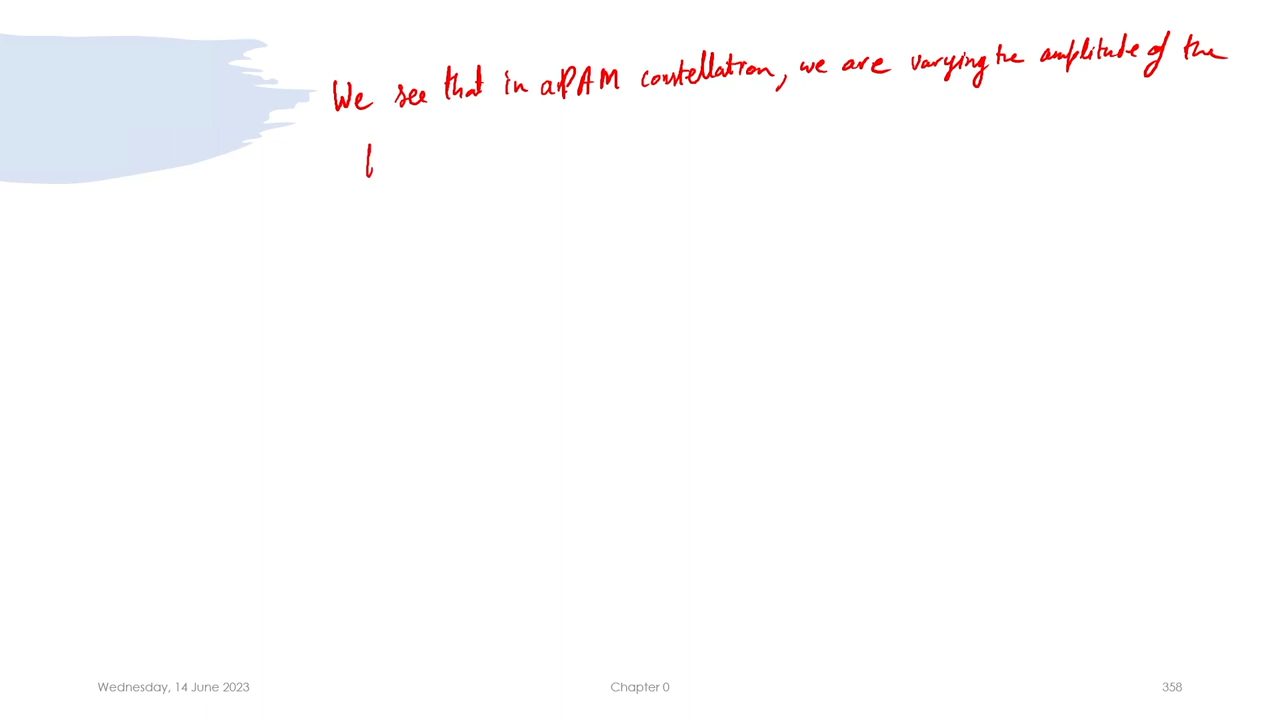 We see that in a PAM constellation, we are varying the amplitude of the
Wednesday, 14 June 2023
Chapter 0
358